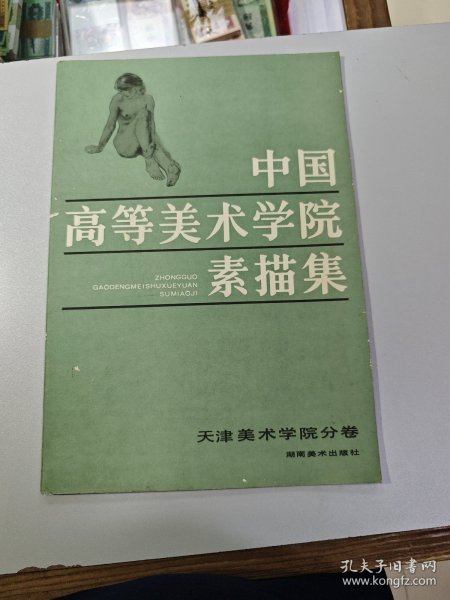 中国
高等美术学院
素描集
ZHONGGUO
GAODENGMEISHUXUEYUAN
SUMIAOJI
天津美术学院分卷
湖南美术出版社
孔夫子旧书网
www.kongfz.com